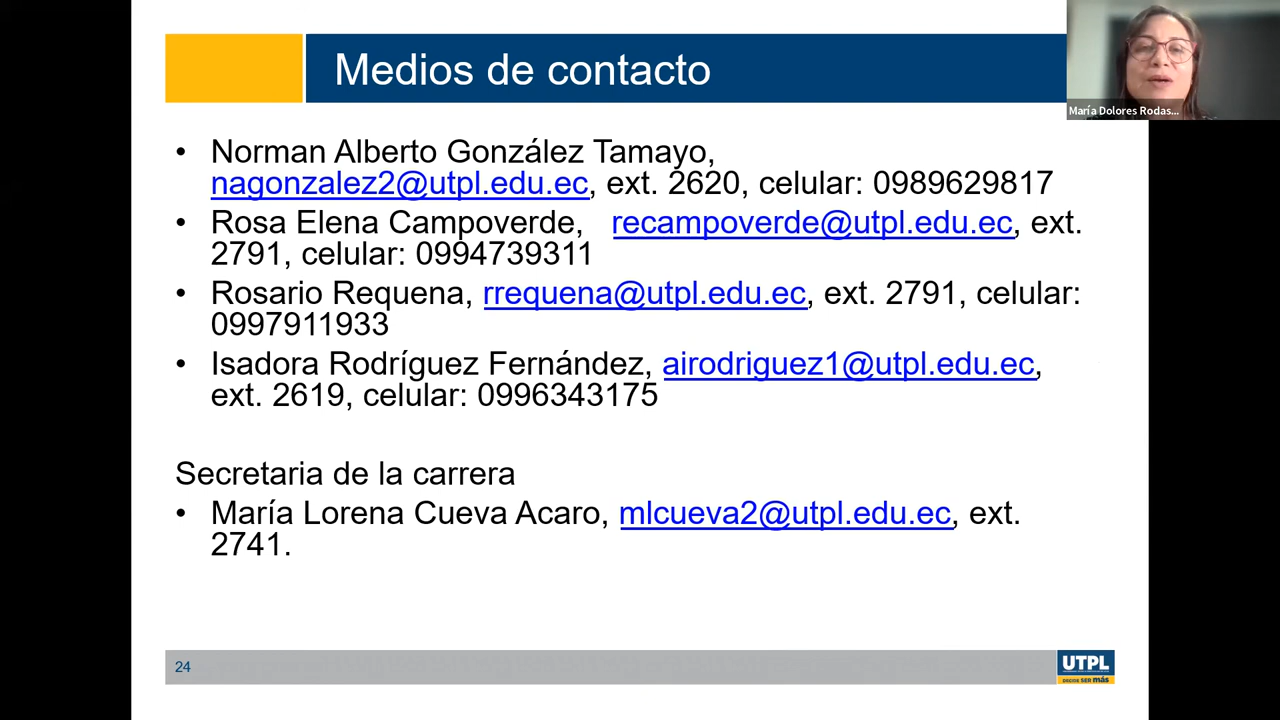 Medios de contacto
María Dolores Rodas...
• Norman Alberto González Tamayo,
nagonzalez2@utpl.edu.ec, ext. 2620, celular: 0989629817
• Rosa Elena Campoverde, recampoverde@utpl.edu.ec, ext.
2791, celular: 0994739311
• Rosario Requena, rrequena@utpl.edu.ec, ext. 2791, celular:
0997911933
• Isadora Rodríguez Fernández, airodriguez1@utpl.edu.ec,
ext. 2619, celular: 0996343175
Secretaria de la carrera
• María Lorena Cueva Acaro, mlcueva2@utpl.edu.ec, ext.
2741.
24
UTPL
DECIDE SER más